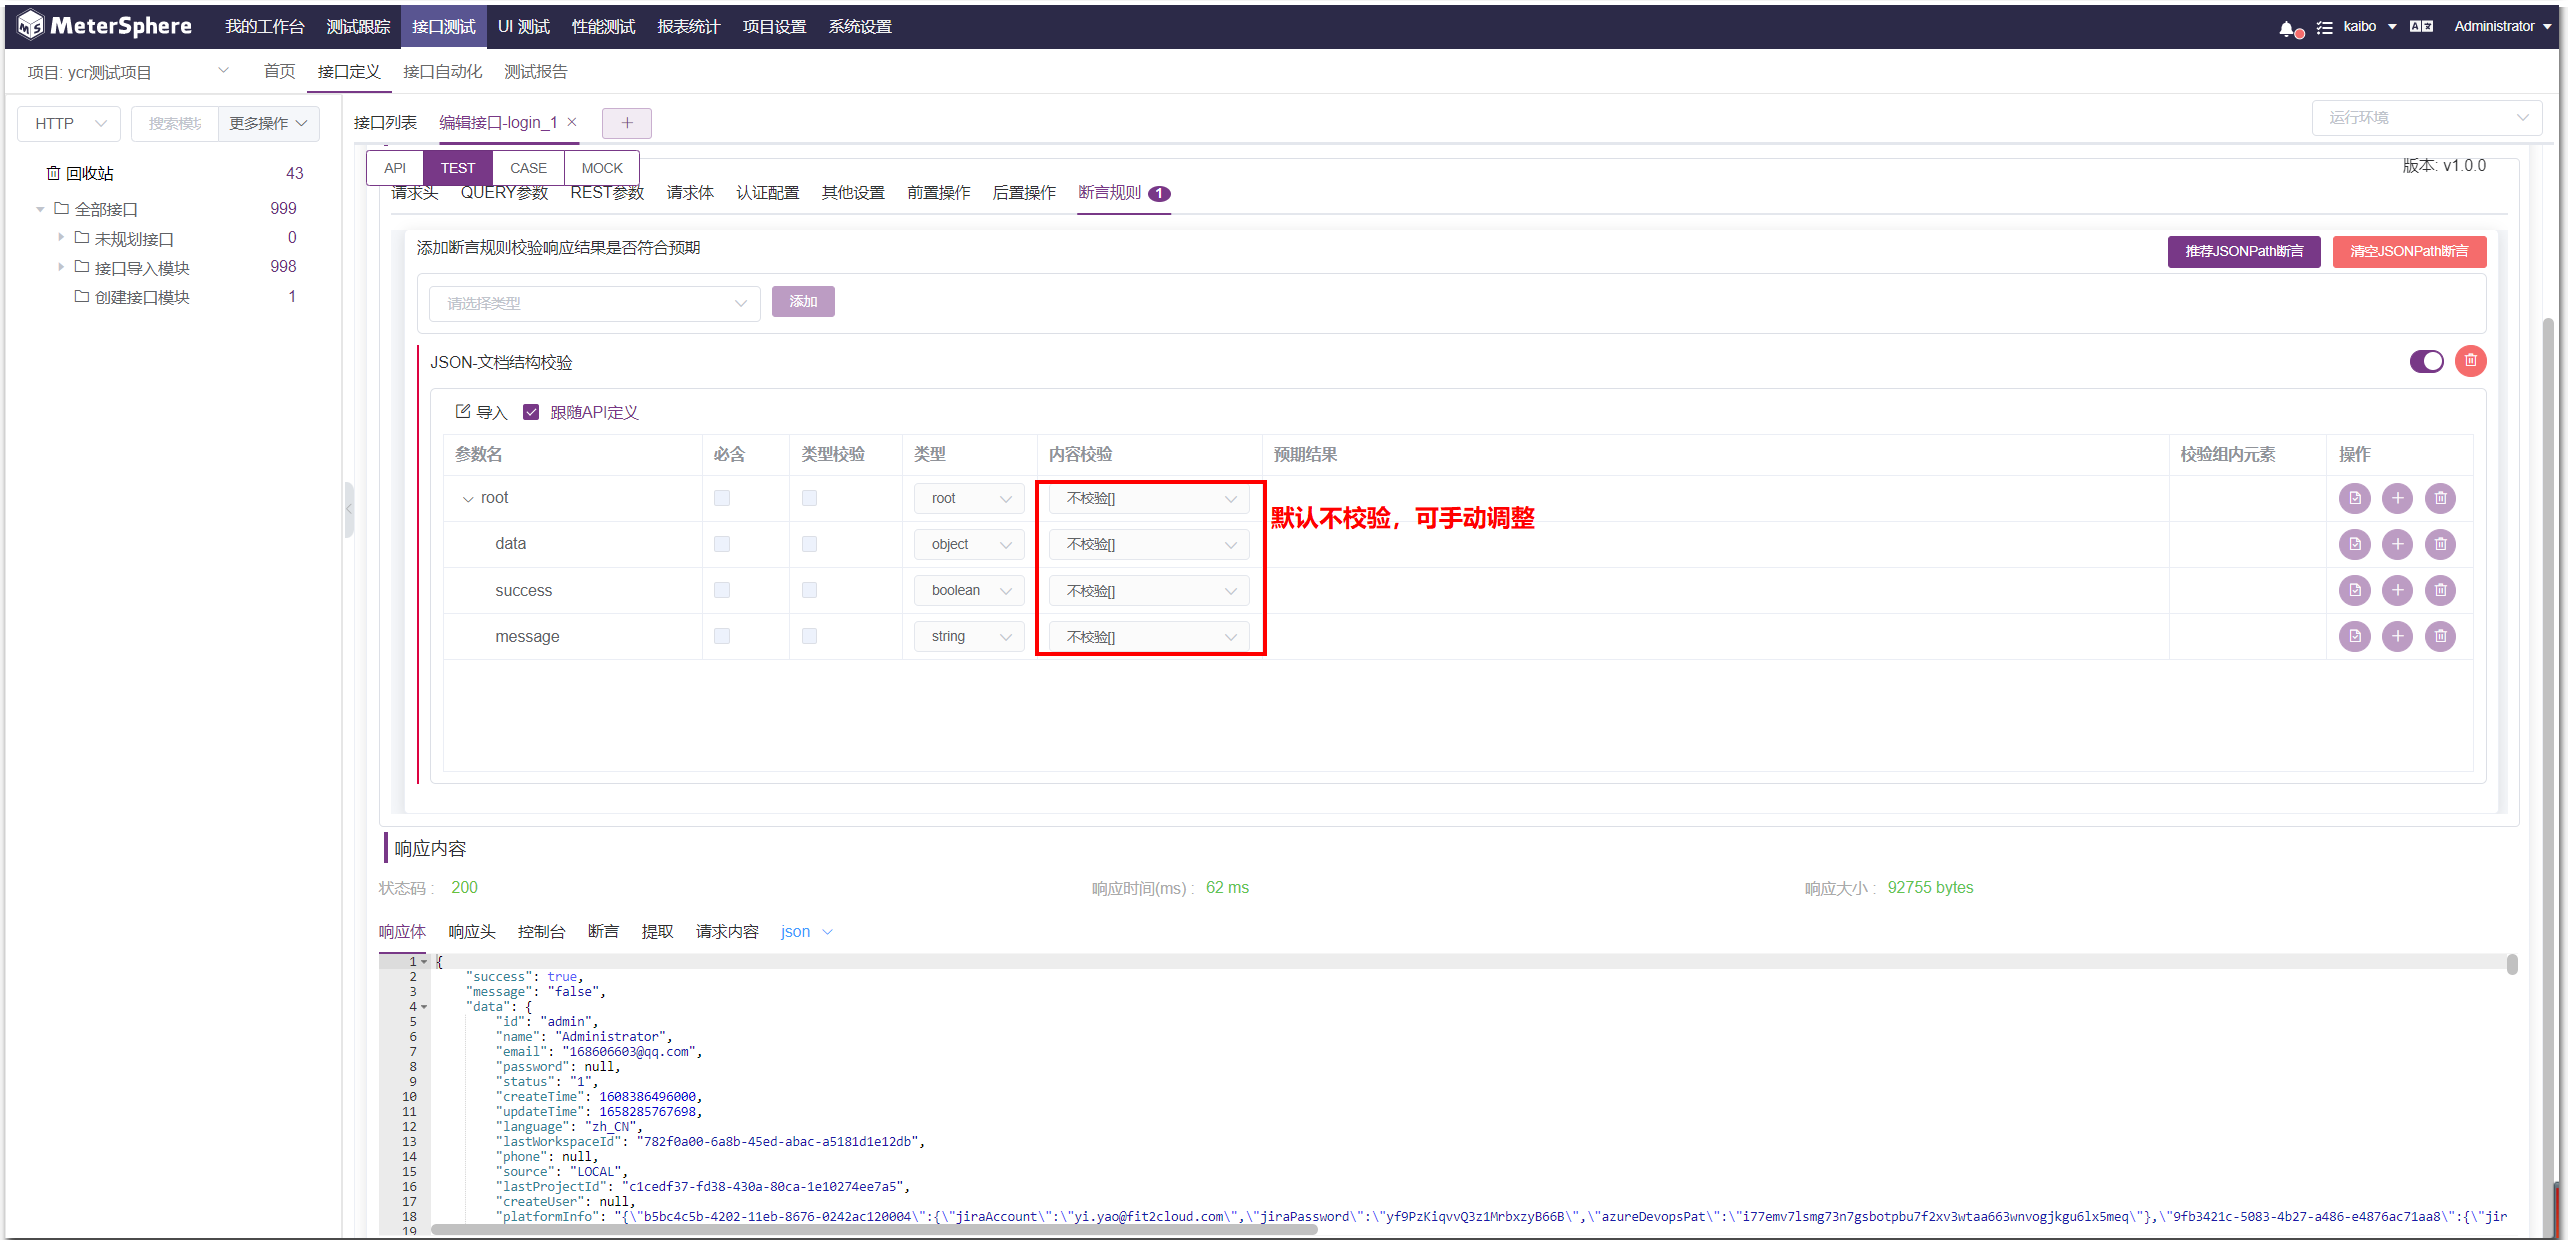 MeterSphere 我的工作台 测试跟踪 接口测试 UI 测试 性能测试 报表统计 项目设置 系统设置 kaibo Administrator
项目: ycr测试项目 首页 接口定义 接口自动化 测试报告
HTTP 搜索模块 更多操作 接口列表 编辑接口-login_1 运行环境
API TEST CASE MOCK 版本: v1.0.0
回收站 43
全部接口 999
未规划接口 0
接口导入模块 998
创建接口模块 1
请求头 QUERY参数 REST参数 请求体 认证配置 其他设置 前置操作 后置操作 断言规则 1
添加断言规则校验响应结果是否符合预期 推荐JSONPath断言 清空JSONPath断言
请选择类型 添加
JSON-文档结构校验
导入 跟随API定义
参数名 必含 类型校验 类型 内容校验 预期结果 校验组内元素 操作
root root 不校验[]
默认不校验，可手动调整
data object 不校验[]
success boolean 不校验[]
message string 不校验[]
响应内容
状态码 : 200 响应时间(ms) : 62 ms 响应大小 : 92755 bytes
响应体 响应头 控制台 断言 提取 请求内容 json
1 {
2 "success": true,
3 "message": "false",
4 "data": {
5 "id": "admin",
6 "name": "Administrator",
7 "email": "168606603@qq.com",
8 "password": null,
9 "status": "1",
10 "createTime": 1608386496000,
11 "updateTime": 1658285767698,
12 "language": "zh_CN",
13 "lastWorkspaceId": "782f0a00-6a8b-45ed-abac-a5181d1e12db",
14 "phone": null,
15 "source": "LOCAL",
16 "lastProjectId": "c1cedf37-fd38-430a-80ca-1e10274ee7a5",
17 "createUser": null,
18 "platformInfo": "{\"b5bc4c5b-4202-11eb-8676-0242ac120004\":{\"jiraAccount\":\"yi.yao@fit2cloud.com\",\"jiraPassword\":\"yf9PzKiqvvQ3z1MrbxzyB66B\",\"azureDevopsPat\":\"i77emv7lsmg73n7gsbotpbu7f2xv3wtaa663wnvogjkgu6lx5meq\"},\"9fb3421c-5083-4b27-a486-e4876ac71aa8\":{\"jir
19